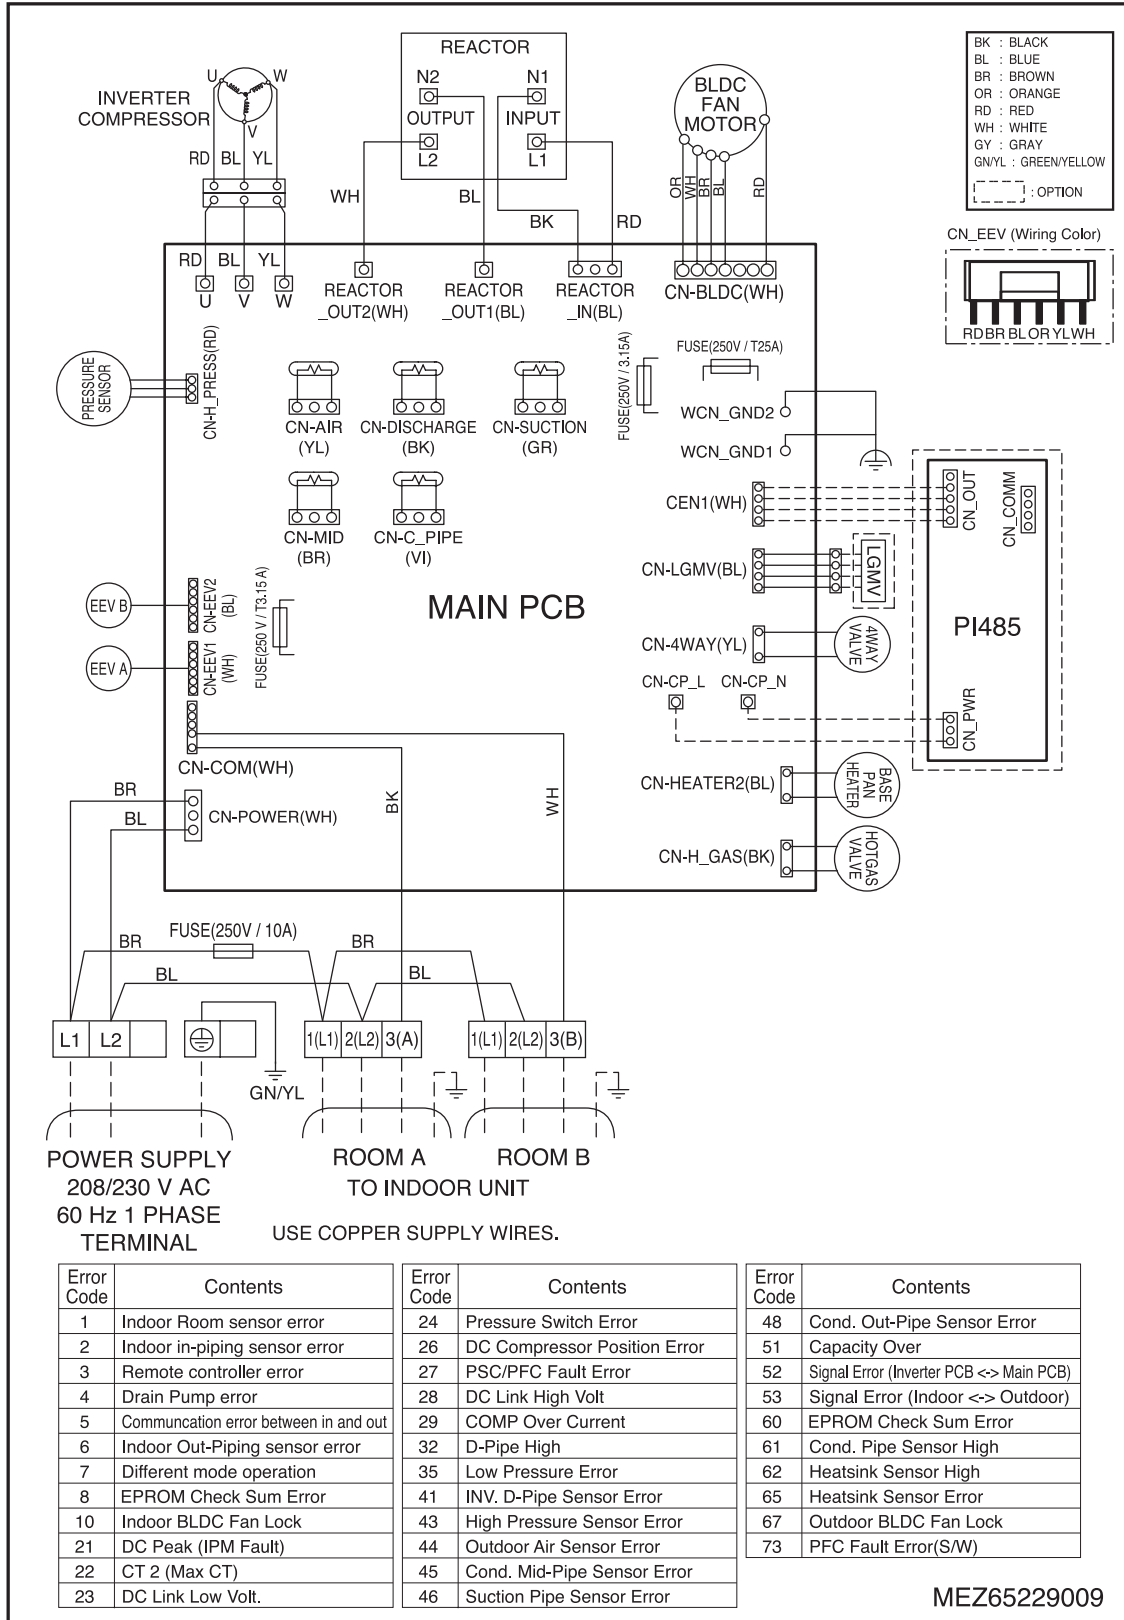 REACTOR
N2 N1
OUTPUT INPUT
L2 L1
U W
V
INVERTER
COMPRESSOR
RD BL YL
WH
BL
BK
RD
BLDC
FAN
MOTOR
OR
WH
BR
BL
RD
BK : BLACK
BL : BLUE
BR : BROWN
OR : ORANGE
RD : RED
WH : WHITE
GY : GRAY
GN/YL : GREEN/YELLOW
: OPTION
CN_EEV (Wiring Color)
RD BR BL OR YL WH
RD BL YL
U V W
REACTOR
_OUT2(WH)
REACTOR
_OUT1(BL)
REACTOR
_IN(BL)
CN-BLDC(WH)
PRESSURE
SENSOR
CN-H_PRESS(RD)
CN-AIR
(YL)
CN-DISCHARGE
(BK)
CN-SUCTION
(GR)
FUSE(250V / 3.15A)
FUSE(250V / T25A)
WCN_GND2
WCN_GND1
CN-MID
(BR)
CN-C_PIPE
(VI)
CEN1(WH)
CN_OUT
CN_COMM
CN-LGMV(BL)
LGMV
PI485
EEV B
CN-EEV2
(BL)
EEV A
CN-EEV1
(WH)
FUSE(250 V / T3.15 A)
MAIN PCB
CN-4WAY(YL)
4WAY
VALVE
CN-CP_L CN-CP_N
CN_PWR
CN-COM(WH)
CN-HEATER2(BL)
BASE
PAN
HEATER
BR
BL
CN-POWER(WH)
BK
WH
CN-H_GAS(BK)
HOTGAS
VALVE
BR
FUSE(250V / 10A)
BR
BL
BL
L1 L2
GN/YL
1(L1) 2(L2) 3(A)
1(L1) 2(L2) 3(B)
POWER SUPPLY
208/230 V AC
60 Hz 1 PHASE
TERMINAL
ROOM A ROOM B
TO INDOOR UNIT
USE COPPER SUPPLY WIRES.
Error Code Contents
1 Indoor Room sensor error
2 Indoor in-piping sensor error
3 Remote controller error
4 Drain Pump error
5 Communcation error between in and out
6 Indoor Out-Piping sensor error
7 Different mode operation
8 EPROM Check Sum Error
10 Indoor BLDC Fan Lock
21 DC Peak (IPM Fault)
22 CT 2 (Max CT)
23 DC Link Low Volt.
Error Code Contents
24 Pressure Switch Error
26 DC Compressor Position Error
27 PSC/PFC Fault Error
28 DC Link High Volt
29 COMP Over Current
32 D-Pipe High
35 Low Pressure Error
41 INV. D-Pipe Sensor Error
43 High Pressure Sensor Error
44 Outdoor Air Sensor Error
45 Cond. Mid-Pipe Sensor Error
46 Suction Pipe Sensor Error
Error Code Contents
48 Cond. Out-Pipe Sensor Error
51 Capacity Over
52 Signal Error (Inverter PCB <-> Main PCB)
53 Signal Error (Indoor <-> Outdoor)
60 EPROM Check Sum Error
61 Cond. Pipe Sensor High
62 Heatsink Sensor High
65 Heatsink Sensor Error
67 Outdoor BLDC Fan Lock
73 PFC Fault Error(S/W)
MEZ65229009